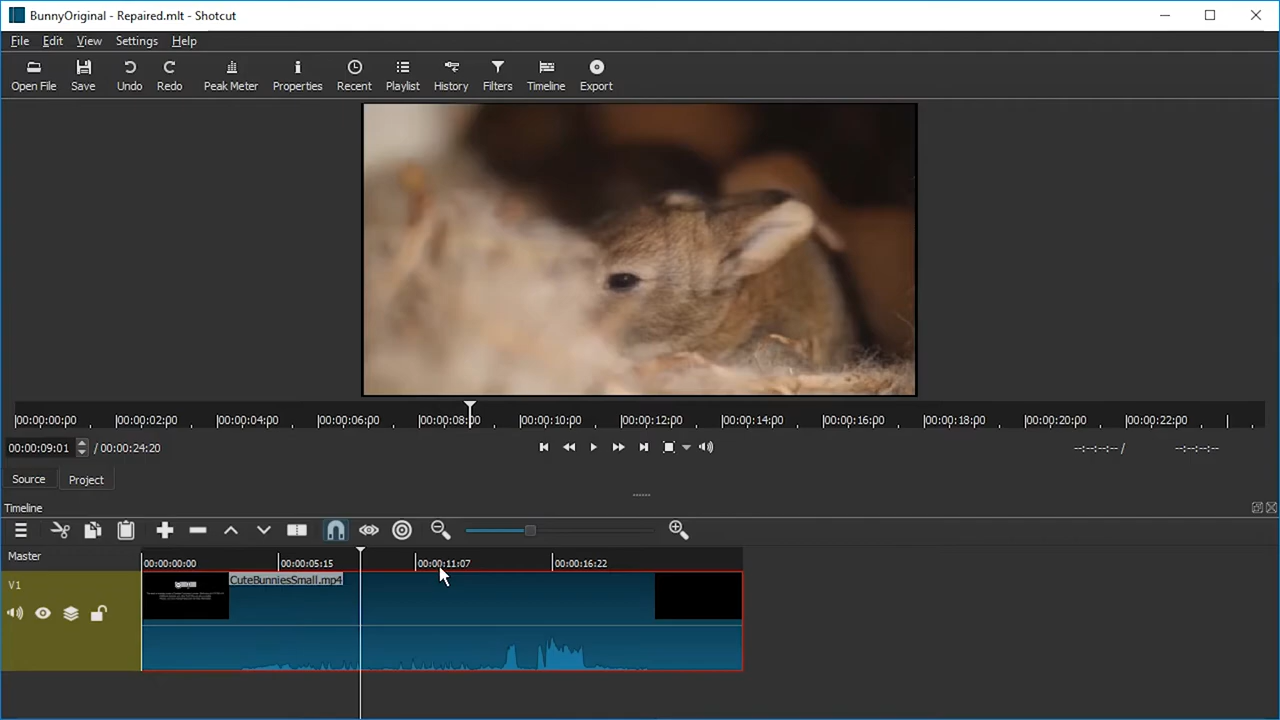 BunnyOriginal - Repaired.mlt - Shotcut
File Edit View Settings Help
Open File Save Undo Redo Peak Meter Properties Recent Playlist History Filters Timeline Export
00:00:00:00 00:00:02:00 00:00:04:00 00:00:06:00 00:00:08:00 00:00:10:00 00:00:12:00 00:00:14:00 00:00:16:00 00:00:18:00 00:00:20:00 00:00:22:00
00:00:09:01 / 00:00:24:20 --:--:--:-- / --:--:--:--
Source Project
Timeline
Master 00:00:00:00 00:00:05:15 00:00:11:07 00:00:16:22
V1 CuteBunniesSmall.mp4